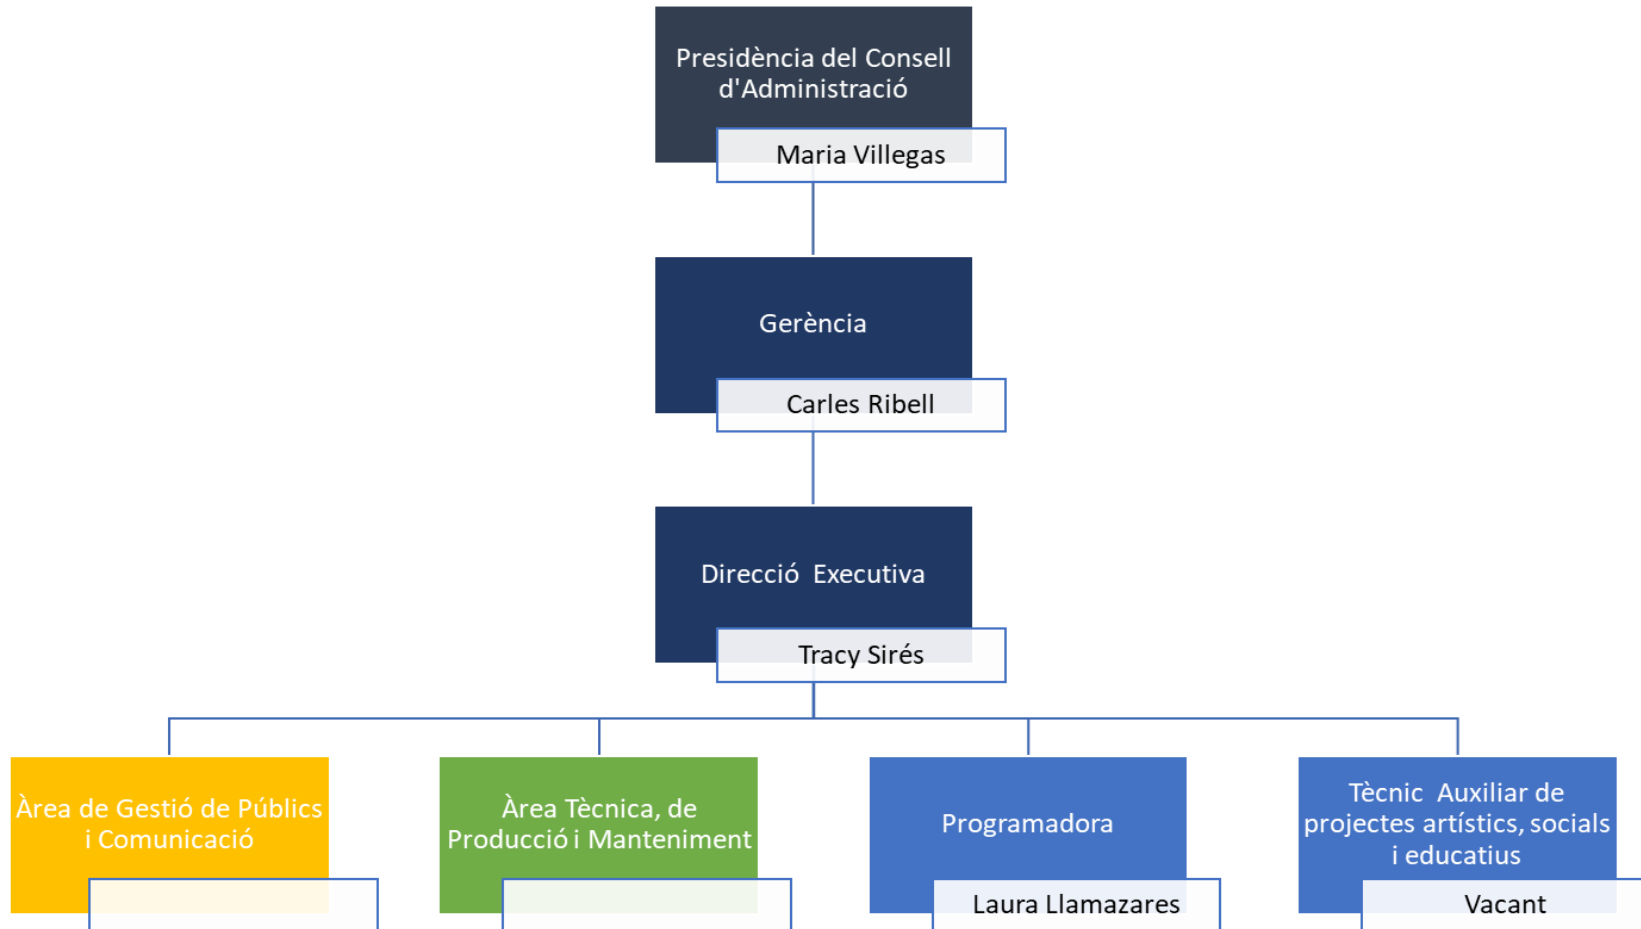 Presidència del Consell
d'Administració
Maria Villegas
Gerència
Carles Ribell
Direcció Executiva
Tracy Sirés
Àrea de Gestió de Públics
i Comunicació
Àrea Tècnica, de
Producció i Manteniment
Programadora
Laura Llamazares
Tècnic Auxiliar de
projectes artístics, socials
i educatius
Vacant